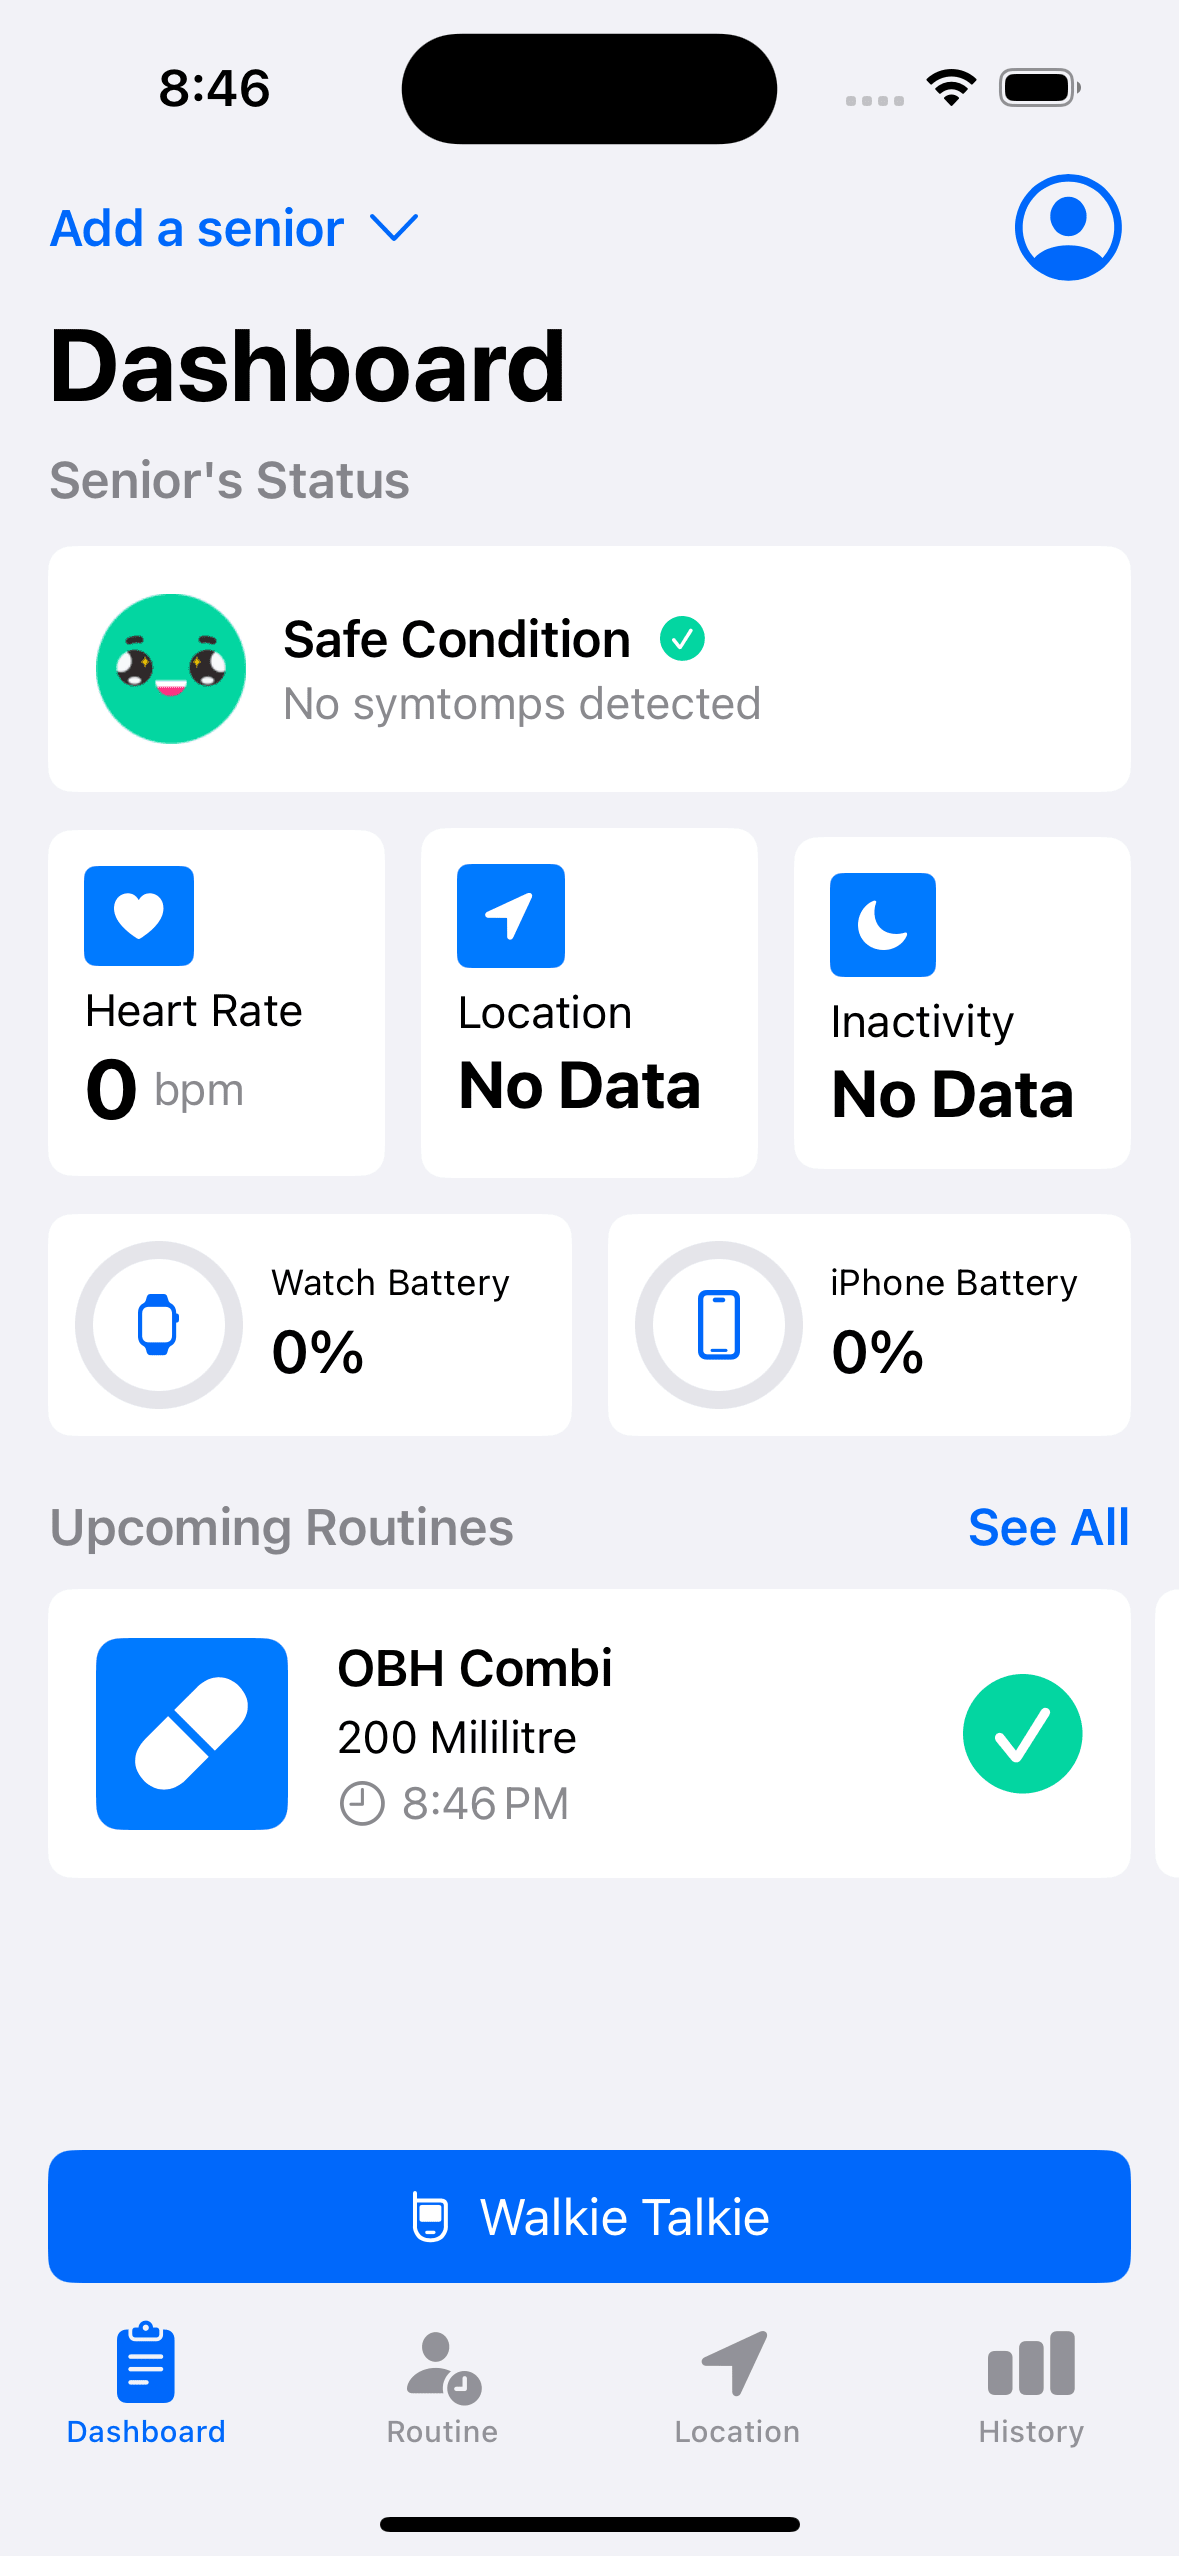 8:46
Add a senior
Dashboard
Senior's Status
Safe Condition
No symtomps detected
Heart Rate
0 bpm
Location
No Data
Inactivity
No Data
Watch Battery
0%
iPhone Battery
0%
Upcoming Routines
See All
OBH Combi
200 Mililitre
8:46 PM
Walkie Talkie
Dashboard
Routine
Location
History